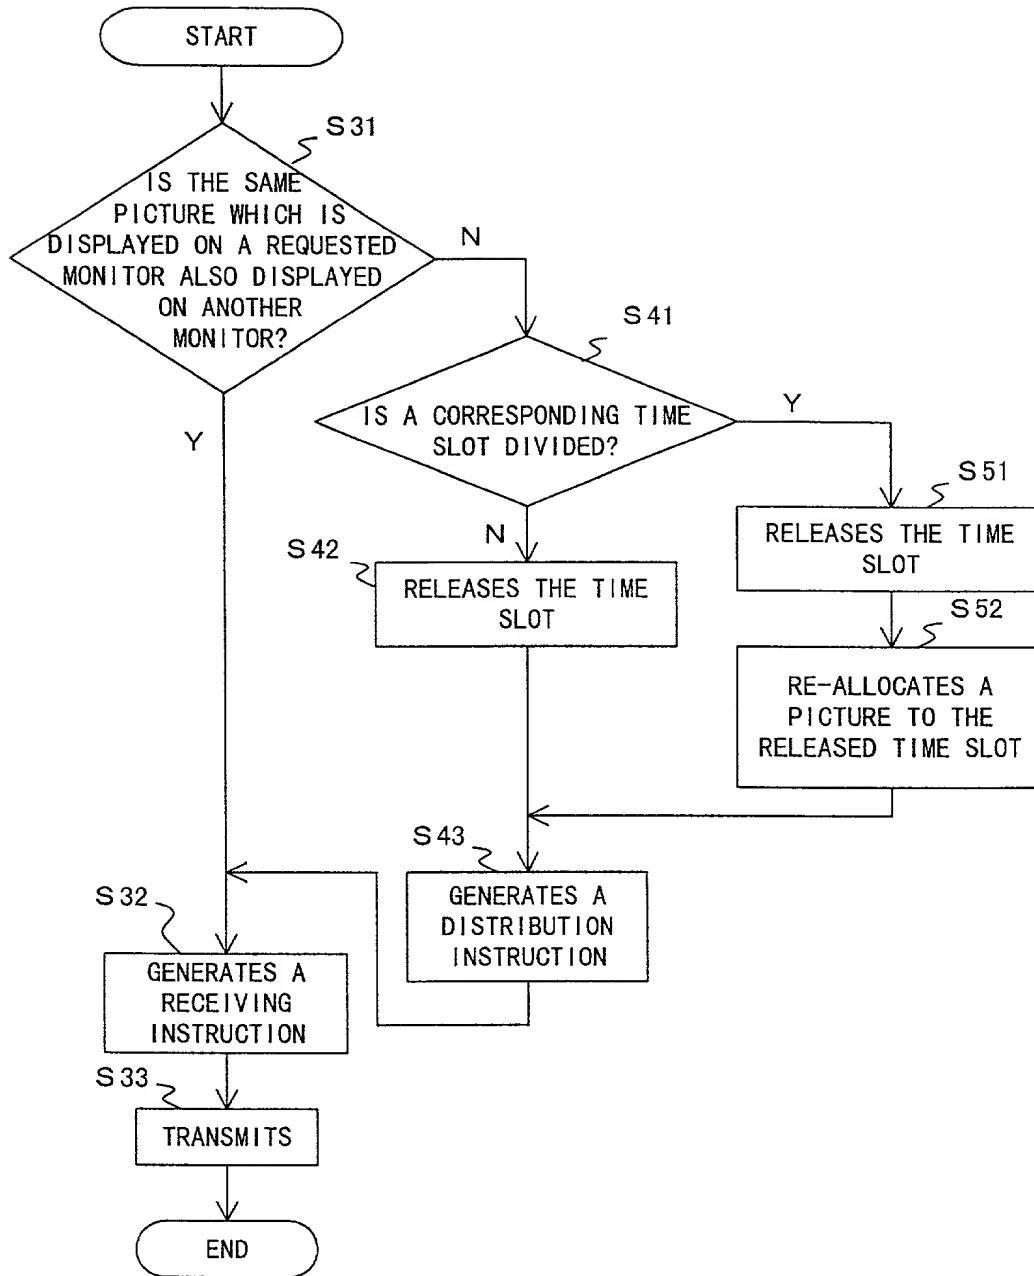 START
S31
IS THE SAME
PICTURE WHICH IS
DISPLAYED ON A REQUESTED
MONITOR ALSO DISPLAYED
ON ANOTHER
MONITOR?
N
Y
S41
IS A CORRESPONDING TIME
SLOT DIVIDED?
Y
N
S51
RELEASES THE TIME
SLOT
S42
RELEASES THE TIME
SLOT
S52
RE-ALLOCATES A
PICTURE TO THE
RELEASED TIME SLOT
S43
GENERATES A
DISTRIBUTION
INSTRUCTION
S32
GENERATES A
RECEIVING
INSTRUCTION
S33
TRANSMITS
END